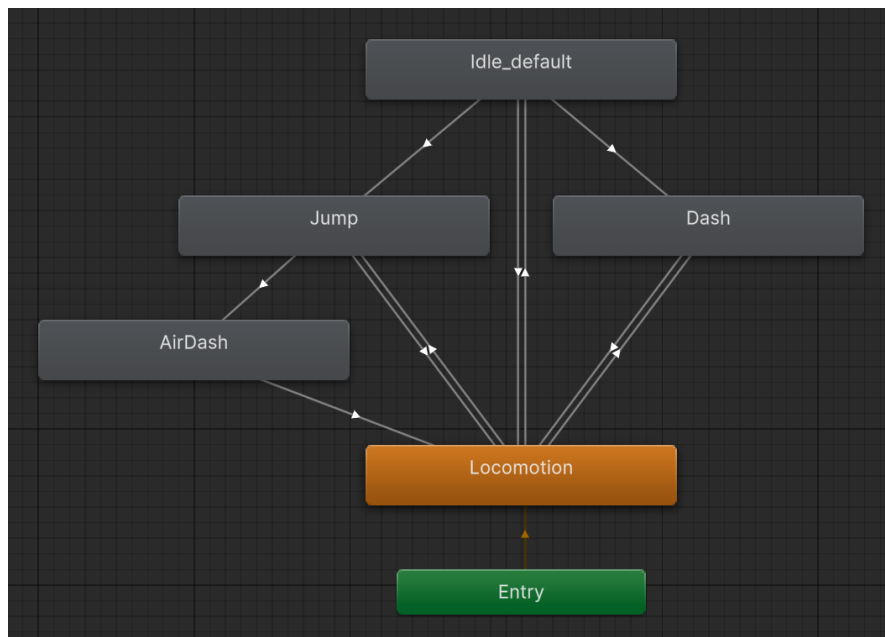 Idle_default
Jump
Dash
AirDash
Locomotion
Entry